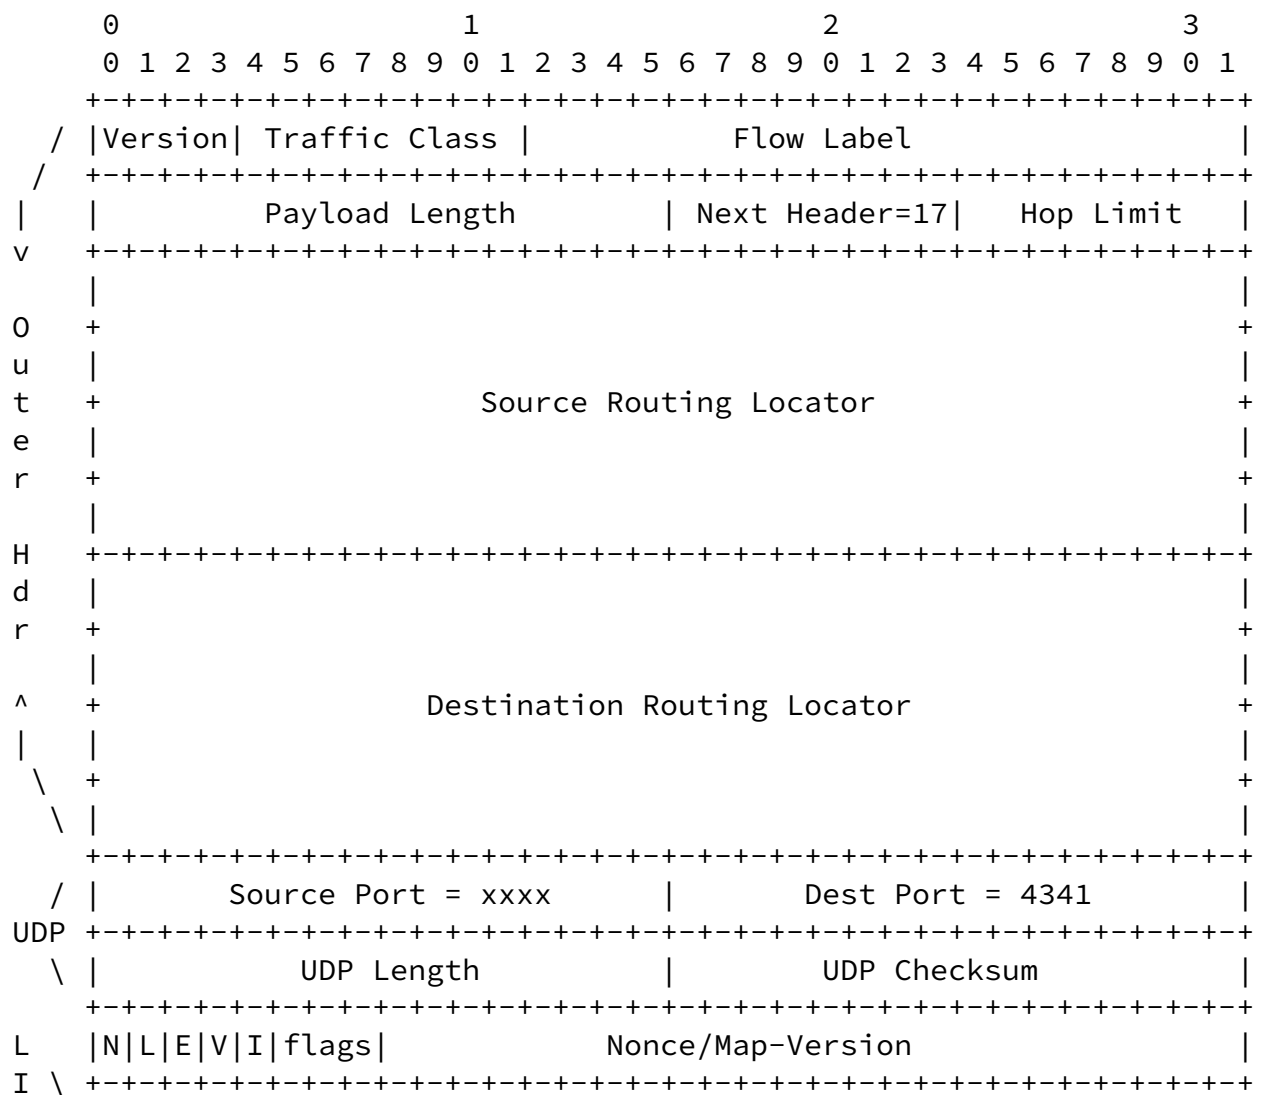 0                   1                   2                   3
      0 1 2 3 4 5 6 7 8 9 0 1 2 3 4 5 6 7 8 9 0 1 2 3 4 5 6 7 8 9 0 1
     +-+-+-+-+-+-+-+-+-+-+-+-+-+-+-+-+-+-+-+-+-+-+-+-+-+-+-+-+-+-+-+-+
   / |Version| Traffic Class |           Flow Label                  |
  /  +-+-+-+-+-+-+-+-+-+-+-+-+-+-+-+-+-+-+-+-+-+-+-+-+-+-+-+-+-+-+-+-+
 |   |         Payload Length        | Next Header=17|   Hop Limit   |
 v   +-+-+-+-+-+-+-+-+-+-+-+-+-+-+-+-+-+-+-+-+-+-+-+-+-+-+-+-+-+-+-+-+
     |                                                               |
 O   +                                                               +
 u   |                                                               |
 t   +                     Source Routing Locator                    +
 e   |                                                               |
 r   +                                                               +
     |                                                               |
 H   +-+-+-+-+-+-+-+-+-+-+-+-+-+-+-+-+-+-+-+-+-+-+-+-+-+-+-+-+-+-+-+-+
 d   |                                                               |
 r   +                                                               +
     |                                                               |
 ^   +                  Destination Routing Locator                  +
 |   |                                                               |
  \  +                                                               +
   \ |                                                               |
     +-+-+-+-+-+-+-+-+-+-+-+-+-+-+-+-+-+-+-+-+-+-+-+-+-+-+-+-+-+-+-+-+
   / |       Source Port = xxxx      |       Dest Port = 4341        |
 UDP +-+-+-+-+-+-+-+-+-+-+-+-+-+-+-+-+-+-+-+-+-+-+-+-+-+-+-+-+-+-+-+-+
   \ |           UDP Length          |        UDP Checksum           |
     +-+-+-+-+-+-+-+-+-+-+-+-+-+-+-+-+-+-+-+-+-+-+-+-+-+-+-+-+-+-+-+-+
 L   |N|L|E|V|I|flags|            Nonce/Map-Version                  |
 I \ +-+-+-+-+-+-+-+-+-+-+-+-+-+-+-+-+-+-+-+-+-+-+-+-+-+-+-+-+-+-+-+-+